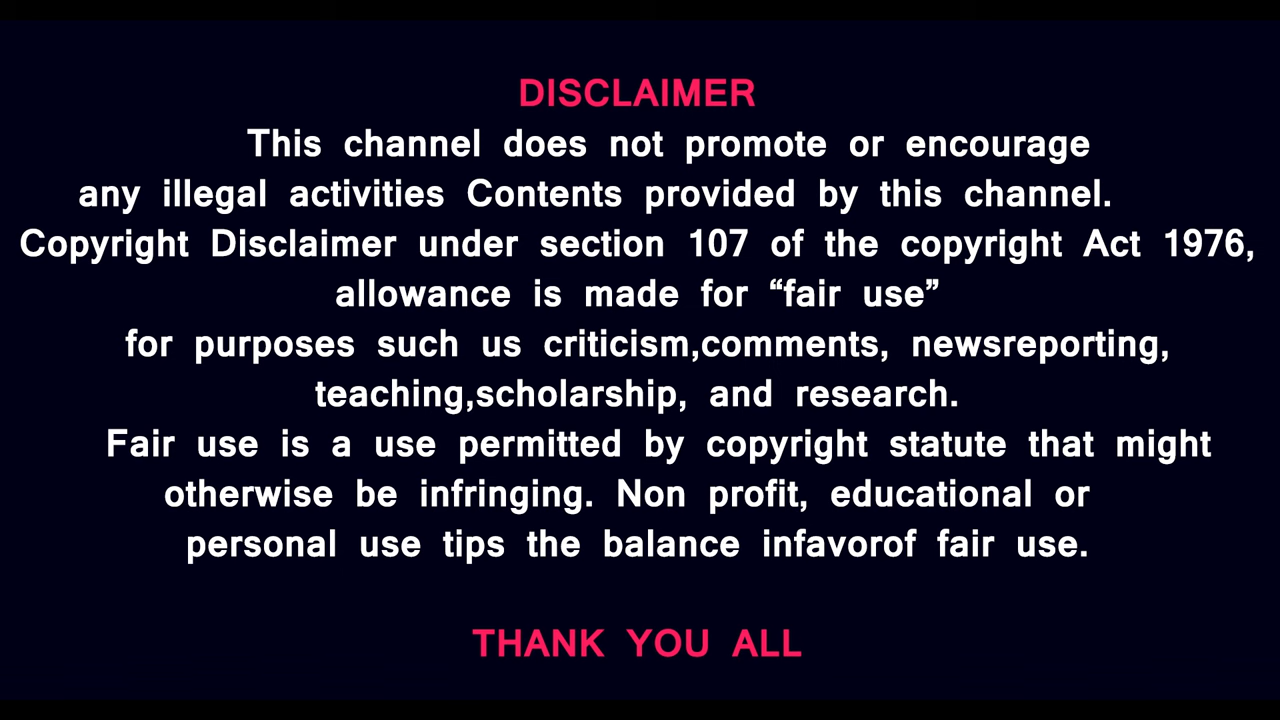 DISCLAIMER
This channel does not promote or encourage
any illegal activities Contents provided by this channel.
Copyright Disclaimer under section 107 of the copyright Act 1976,
allowance is made for “fair use”
for purposes such us criticism,comments, newsreporting,
teaching,scholarship, and research.
Fair use is a use permitted by copyright statute that might
otherwise be infringing. Non profit, educational or
personal use tips the balance infavorof fair use.
THANK YOU ALL